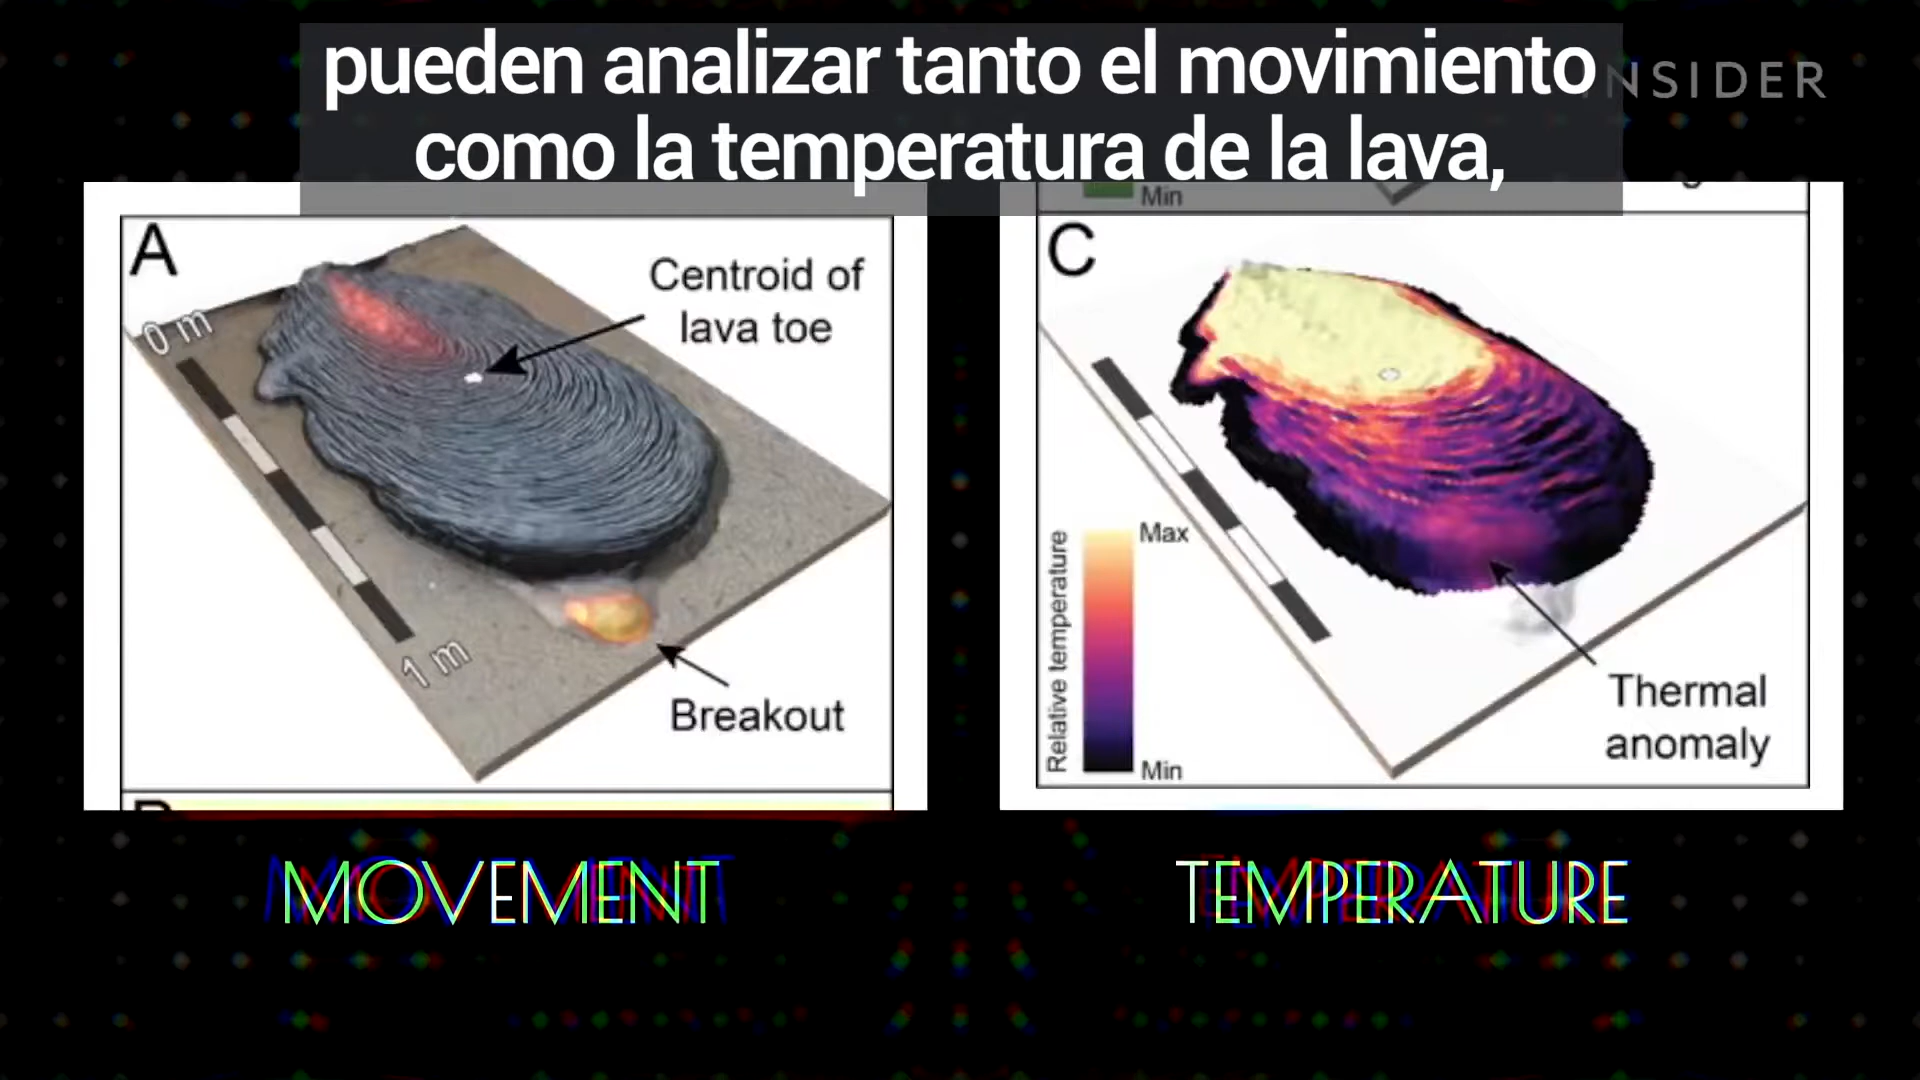 pueden analizar tanto el movimiento
como la temperatura de la lava,
NSIDER
A
Centroid of
lava toe
0 m
1 m
Breakout
Min
C
Max
Relative temperature
Min
Thermal
anomaly
MOVEMENT
TEMPERATURE